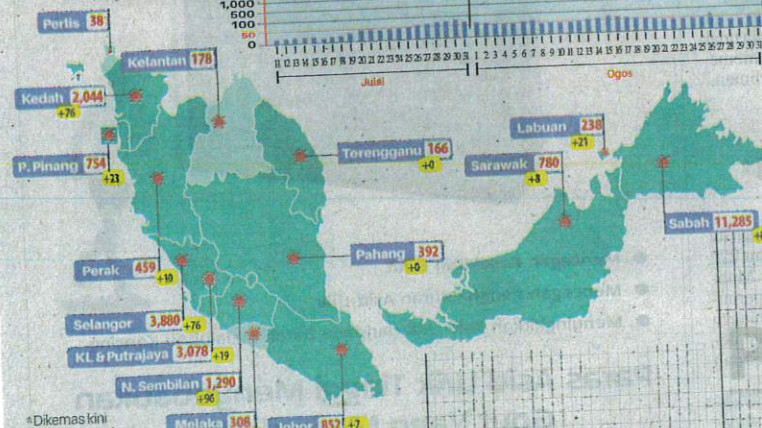 1,000
500
100
50
0
11 12 13 14 15 16 17 18 19 20 21 22 23 24 25 26 27 28 29 30 31 1 2 3 4 5 6 7 8 9 10 11 12 13 14 15 16 17 18 19 20 21 22 23 24 25 26 27 28 29 30 31
Julai Ogos
Perlis 38
Kelantan 178
Kedah 2,044
+76
P. Pinang 754
+23
Terengganu 166
+0
Labuan 238
+21
Sarawak 780
+8
Sabah 11,285
Pahang 392
+0
Perak 459
+10
Selangor 3,880 +76
KL & Putrajaya 3,078 +19
N. Sembilan 1,290
+96
Melaka 308
Johor 852 +7
*Dikemas kini